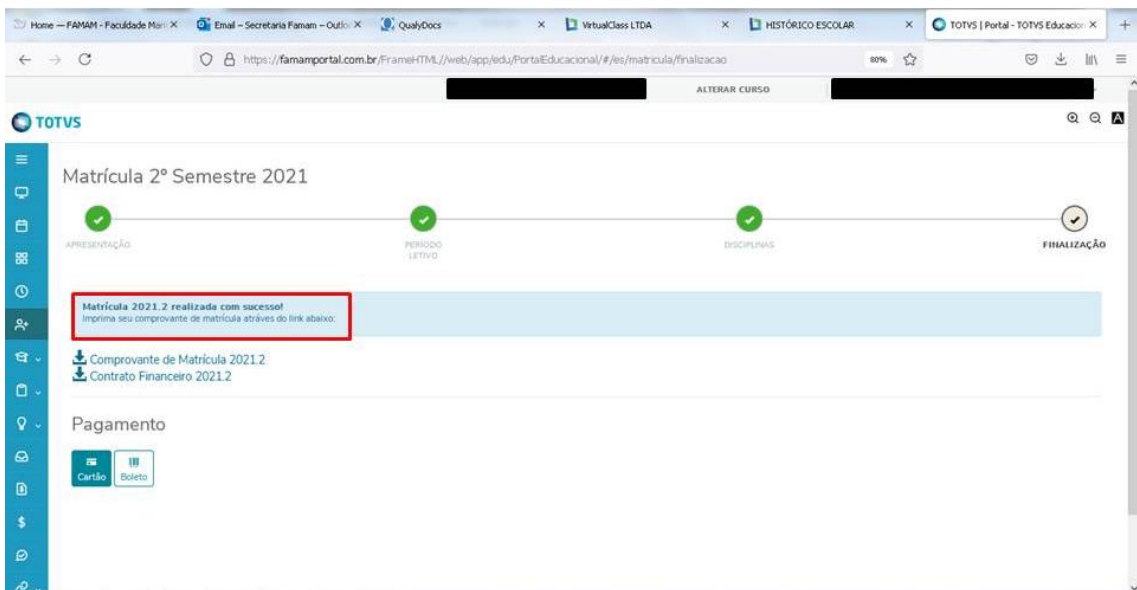 Home — FAMAM - Faculdade Mari
Email – Secretaria Famam – Outlo
QualyDocs
VirtualClass LTDA
HISTÓRICO ESCOLAR
TOTVS | Portal - TOTVS Educacion
https://famamportal.com.br/FrameHTML//web/app/edu/PortalEducacional/#/es/matricula/finalizacao
80%
ALTERAR CURSO
TOTVS
A
Matrícula 2º Semestre 2021
APRESENTAÇÃO
PERÍODO
LETIVO
DISCIPLINAS
FINALIZAÇÃO
Matrícula 2021.2 realizada com sucesso!
Imprima seu comprovante de matrícula atráves do link abaixo:
Comprovante de Matrícula 2021.2
Contrato Financeiro 2021.2
Pagamento
Cartão
Boleto